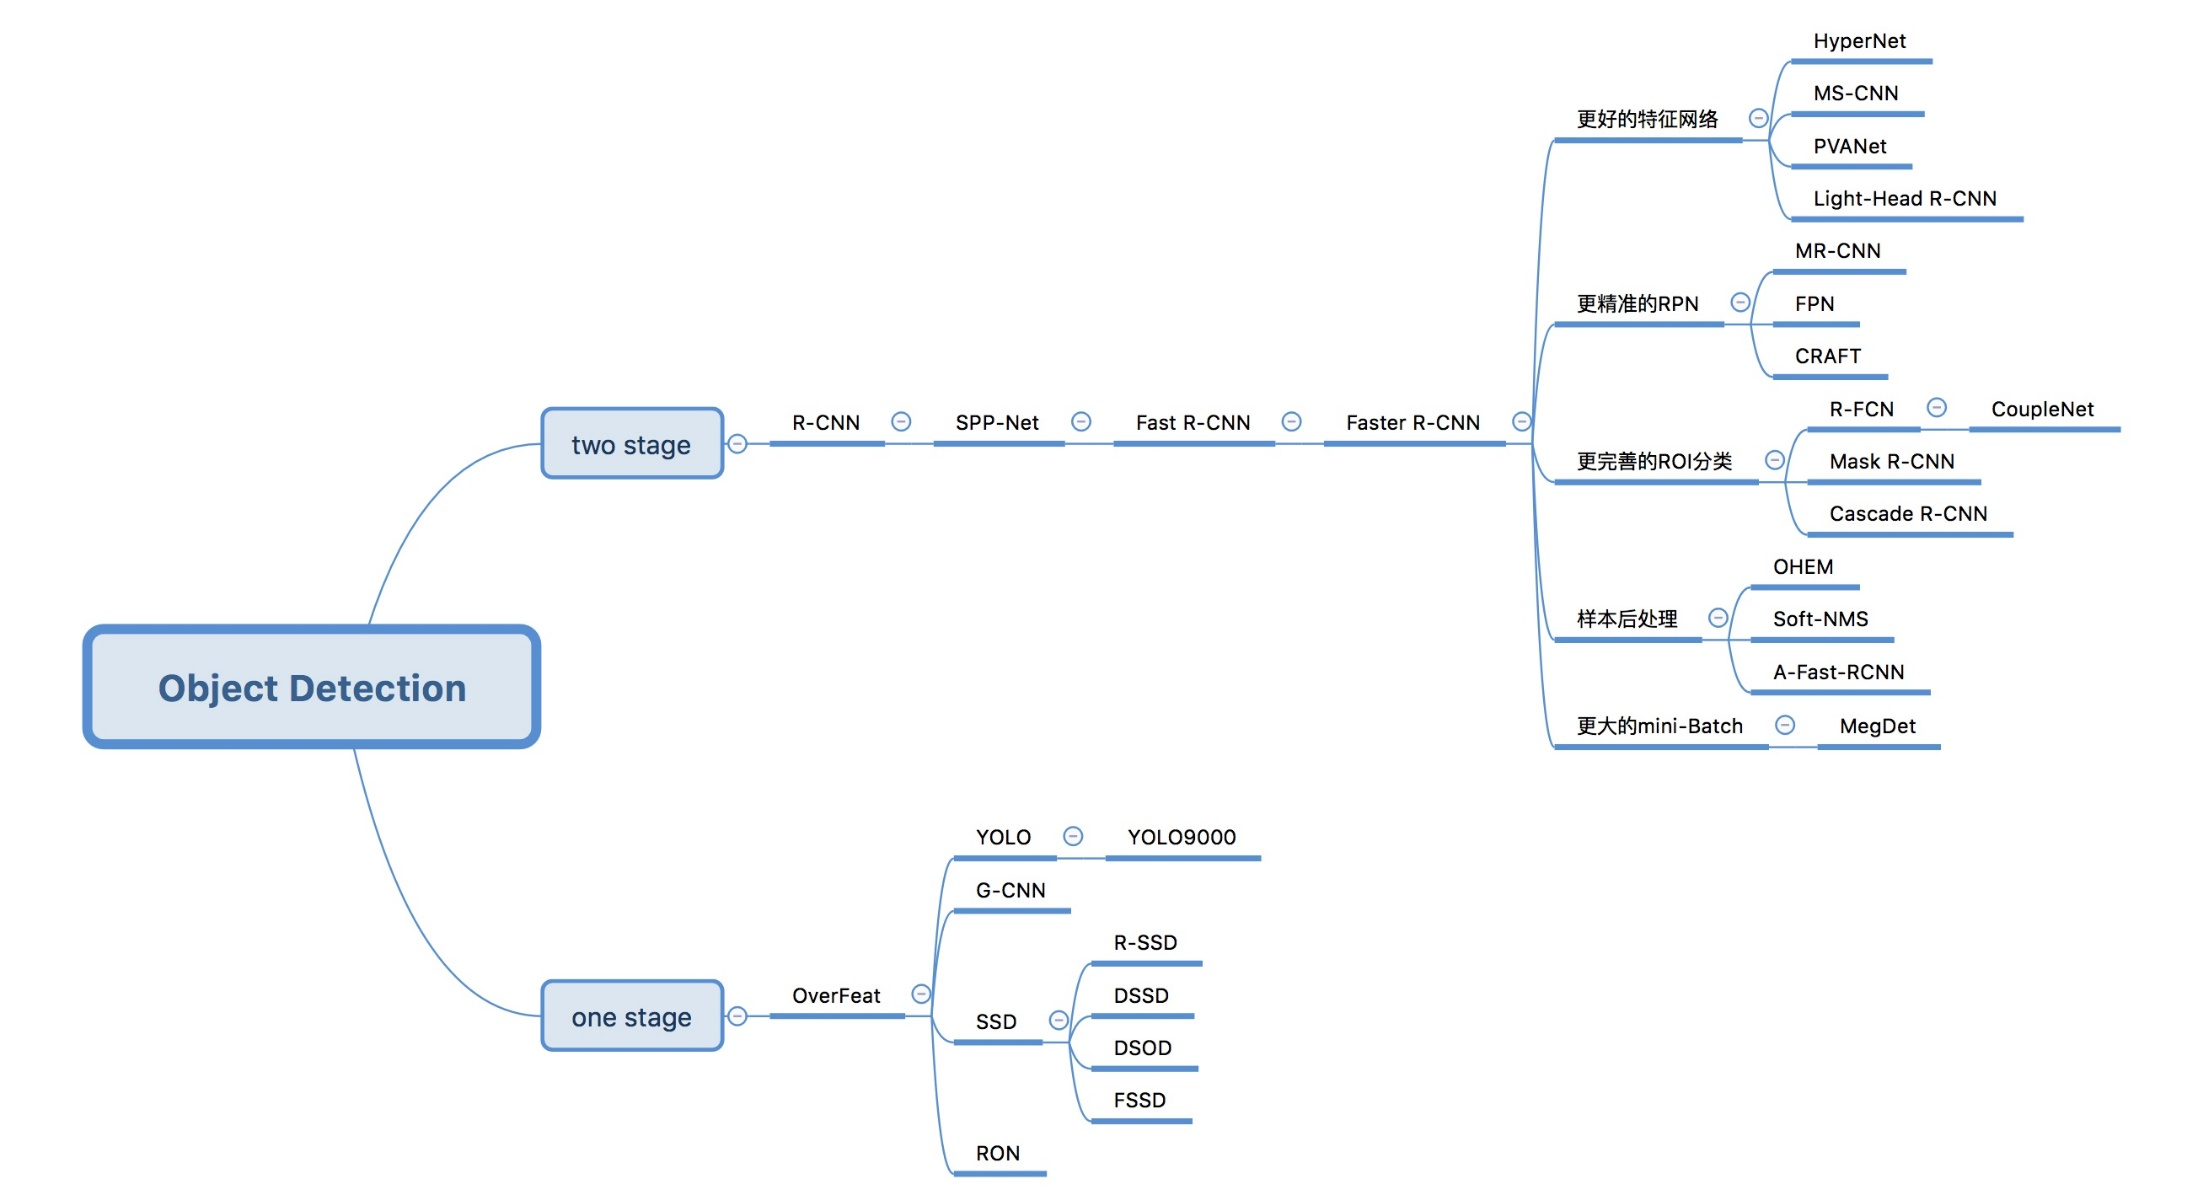 Object Detection
two stage
R-CNN
SPP-Net
Fast R-CNN
Faster R-CNN
更好的特征网络
HyperNet
MS-CNN
PVANet
Light-Head R-CNN
更精准的RPN
MR-CNN
FPN
CRAFT
更完善的ROI分类
R-FCN
CoupleNet
Mask R-CNN
Cascade R-CNN
样本后处理
OHEM
Soft-NMS
A-Fast-RCNN
更大的mini-Batch
MegDet
one stage
OverFeat
YOLO
YOLO9000
G-CNN
SSD
R-SSD
DSSD
DSOD
FSSD
RON